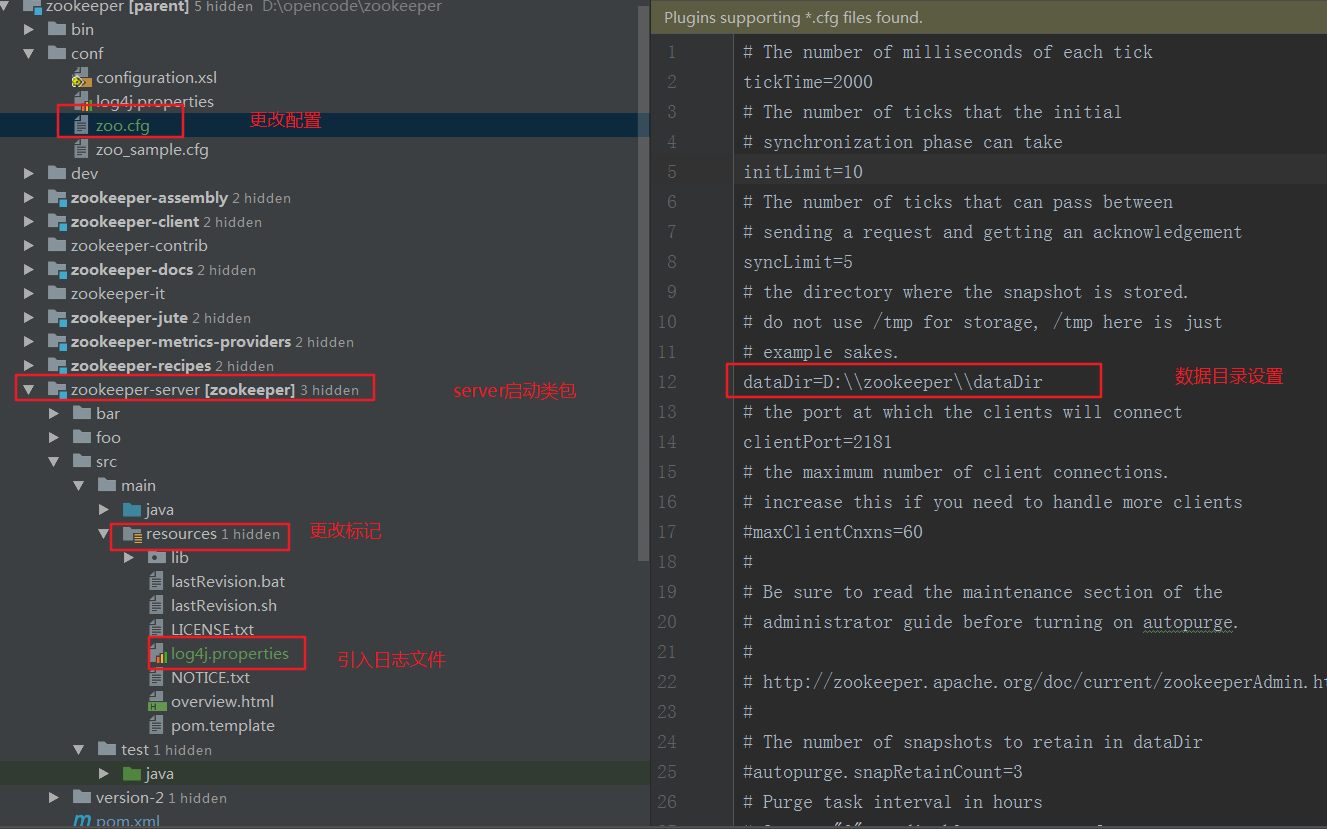 zookeeper [parent] 5 hidden D:\opencode\zookeeper
bin
conf
configuration.xsl
log4j.properties
zoo.cfg
更改配置
zoo_sample.cfg
dev
zookeeper-assembly 2 hidden
zookeeper-client 2 hidden
zookeeper-contrib
zookeeper-docs 2 hidden
zookeeper-it
zookeeper-jute 2 hidden
zookeeper-metrics-providers 2 hidden
zookeeper-recipes 2 hidden
zookeeper-server [zookeeper] 3 hidden
server启动类包
bar
foo
src
main
java
resources 1 hidden
更改标记
lib
lastRevision.bat
lastRevision.sh
LICENSE.txt
log4j.properties
引入日志文件
NOTICE.txt
overview.html
pom.template
test 1 hidden
java
version-2 1 hidden
pom.xml
Plugins supporting *.cfg files found.
1 # The number of milliseconds of each tick
2 tickTime=2000
3 # The number of ticks that the initial
4 # synchronization phase can take
5 initLimit=10
6 # The number of ticks that can pass between
7 # sending a request and getting an acknowledgement
8 syncLimit=5
9 # the directory where the snapshot is stored.
10 # do not use /tmp for storage, /tmp here is just
11 # example sakes.
12 dataDir=D:\\zookeeper\\dataDir
数据目录设置
13 # the port at which the clients will connect
14 clientPort=2181
15 # the maximum number of client connections.
16 # increase this if you need to handle more clients
17 #maxClientCnxns=60
18 #
19 # Be sure to read the maintenance section of the
20 # administrator guide before turning on autopurge.
21 #
22 # http://zookeeper.apache.org/doc/current/zookeeperAdmin.ht
23 #
24 # The number of snapshots to retain in dataDir
25 #autopurge.snapRetainCount=3
26 # Purge task interval in hours